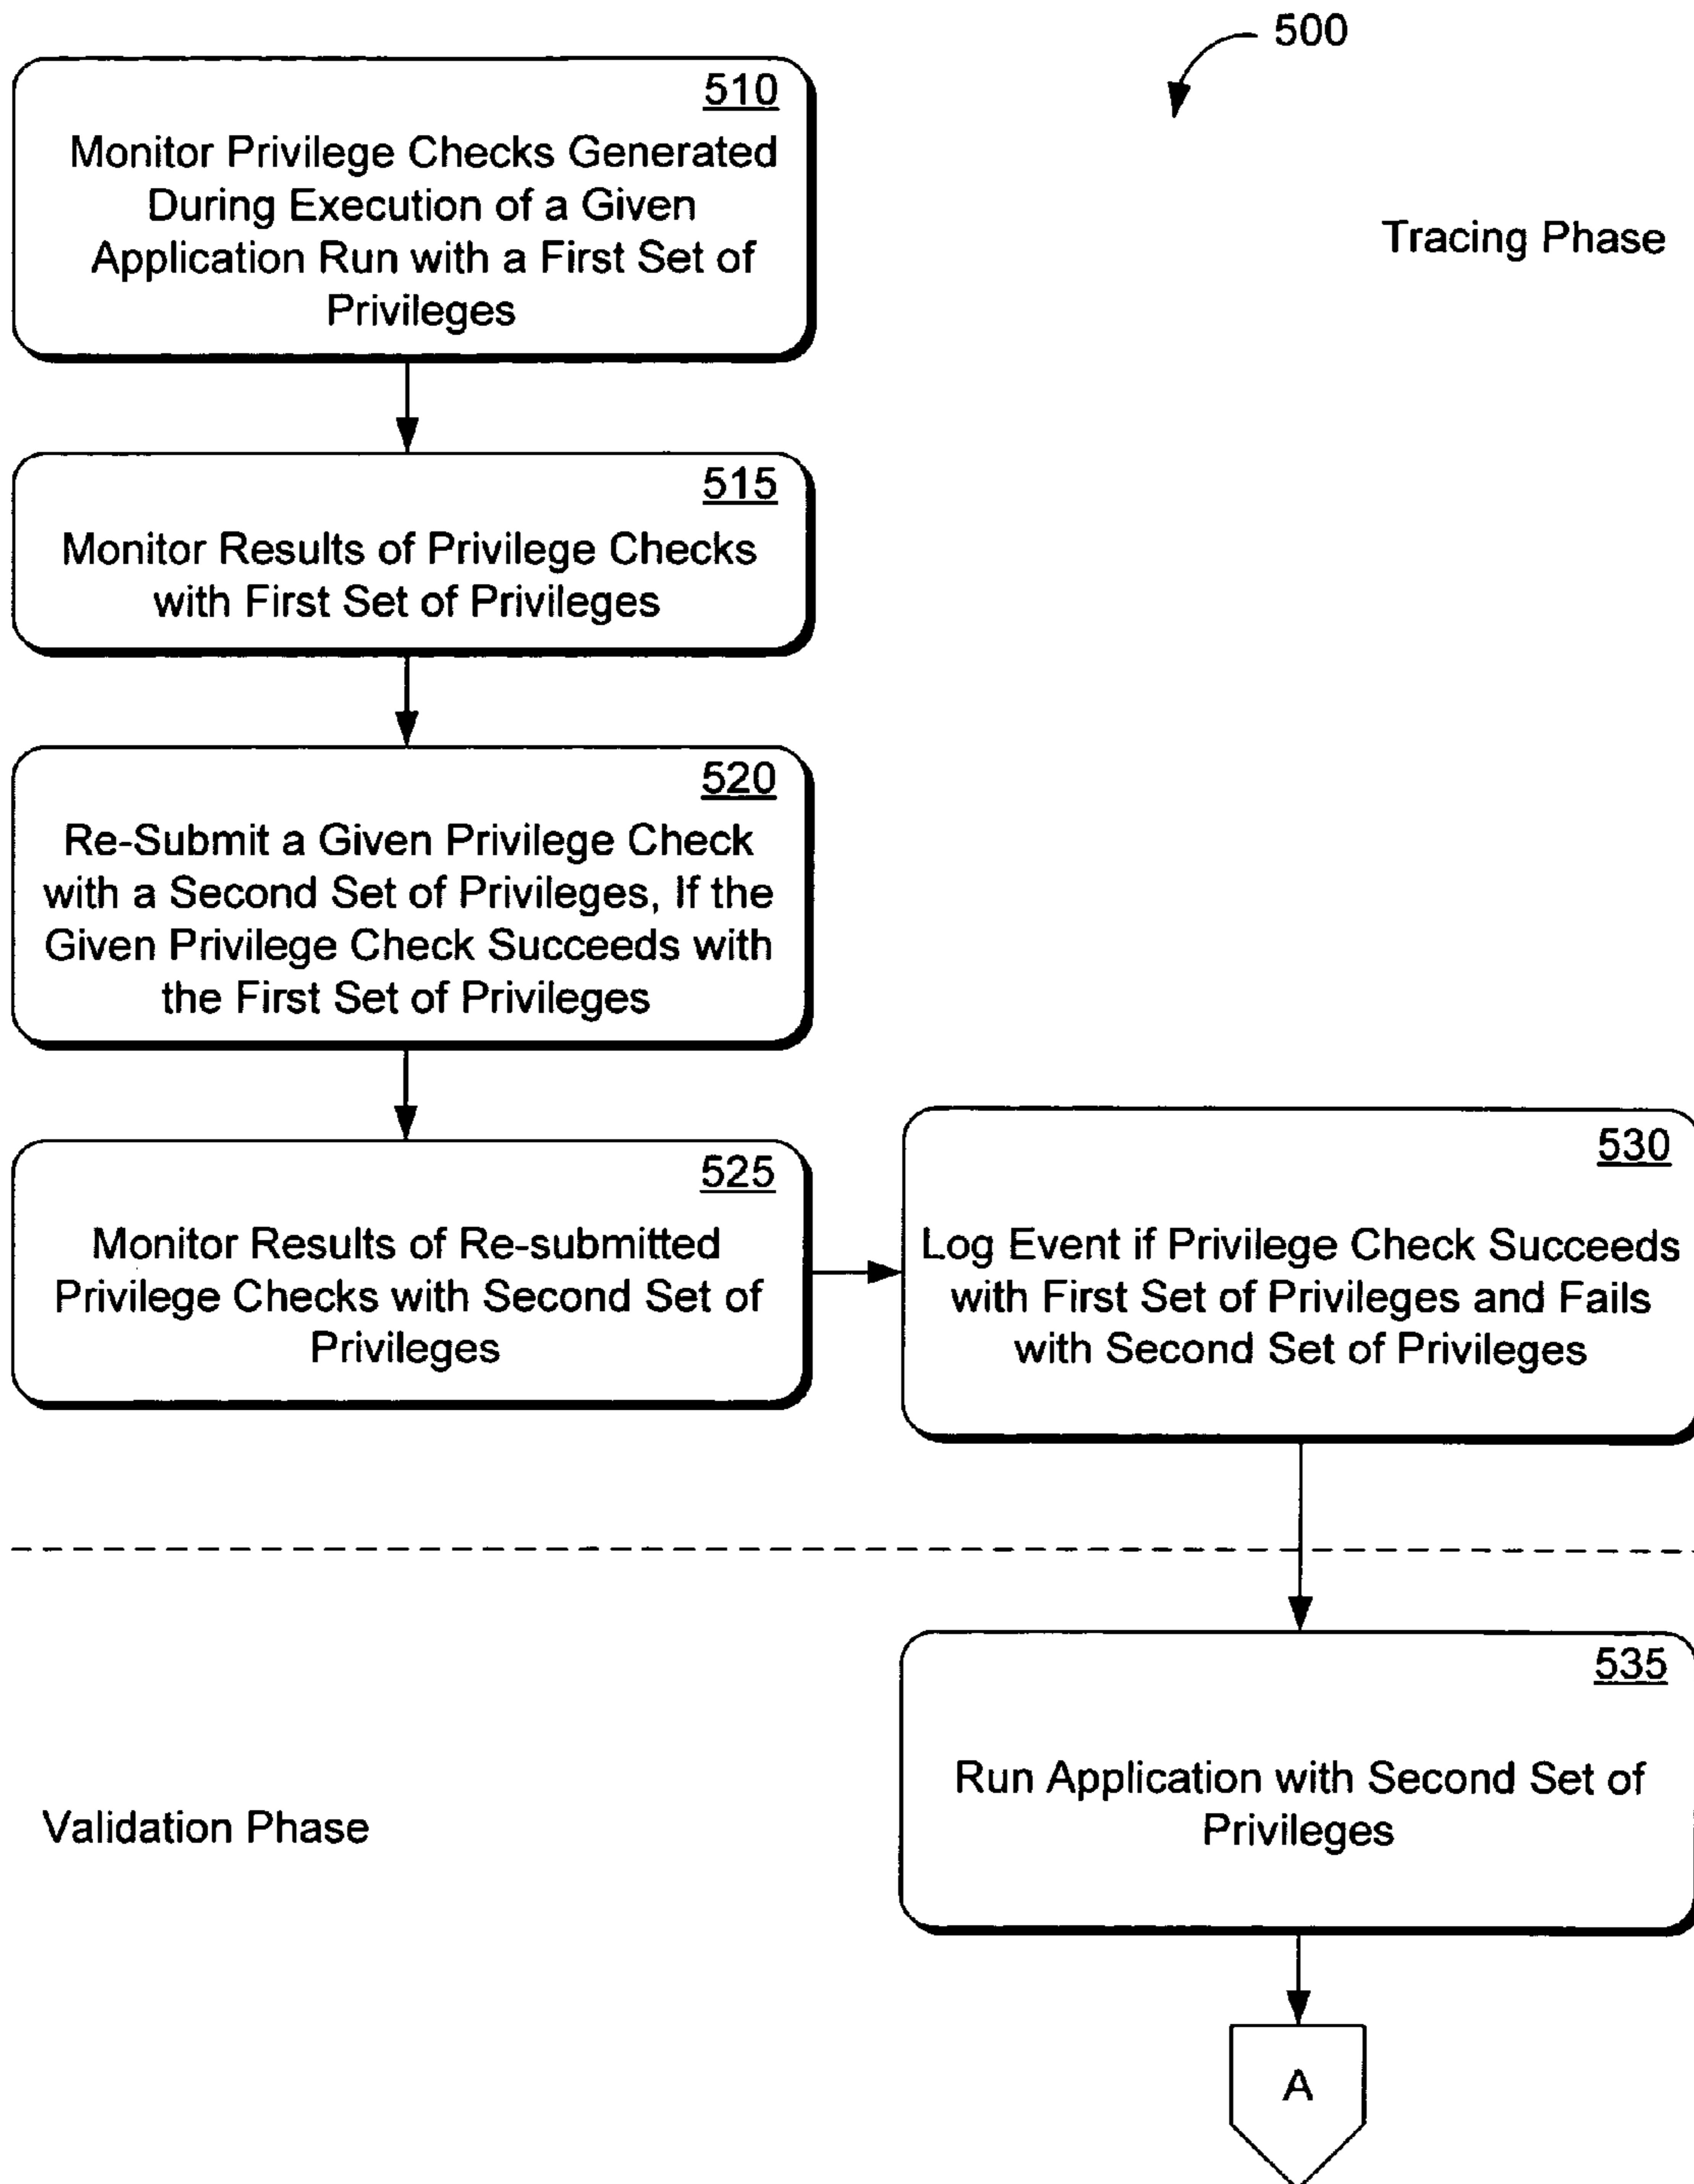 500
510
Monitor Privilege Checks Generated
During Execution of a Given
Application Run with a First Set of
Privileges
Tracing Phase
515
Monitor Results of Privilege Checks
with First Set of Privileges
520
Re-Submit a Given Privilege Check
with a Second Set of Privileges, If the
Given Privilege Check Succeeds with
the First Set of Privileges
525
Monitor Results of Re-submitted
Privilege Checks with Second Set of
Privileges
530
Log Event if Privilege Check Succeeds
with First Set of Privileges and Fails
with Second Set of Privileges
535
Run Application with Second Set of
Privileges
Validation Phase
A